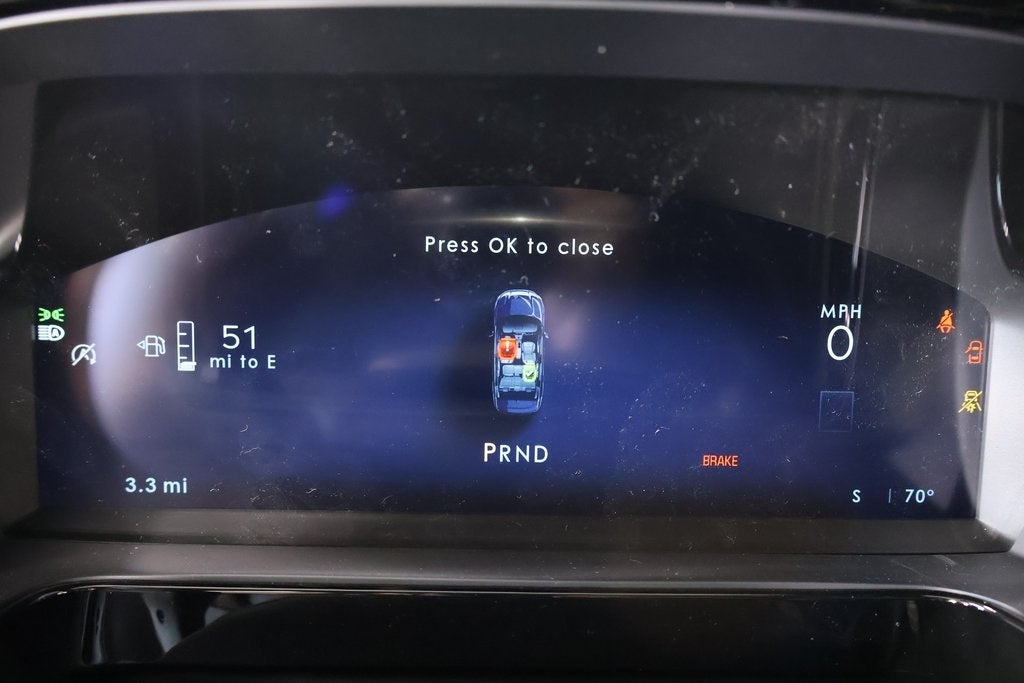 Press OK to close
MPH
0
51
mi to E
A
PRND
BRAKE
3.3 mi
S | 70°